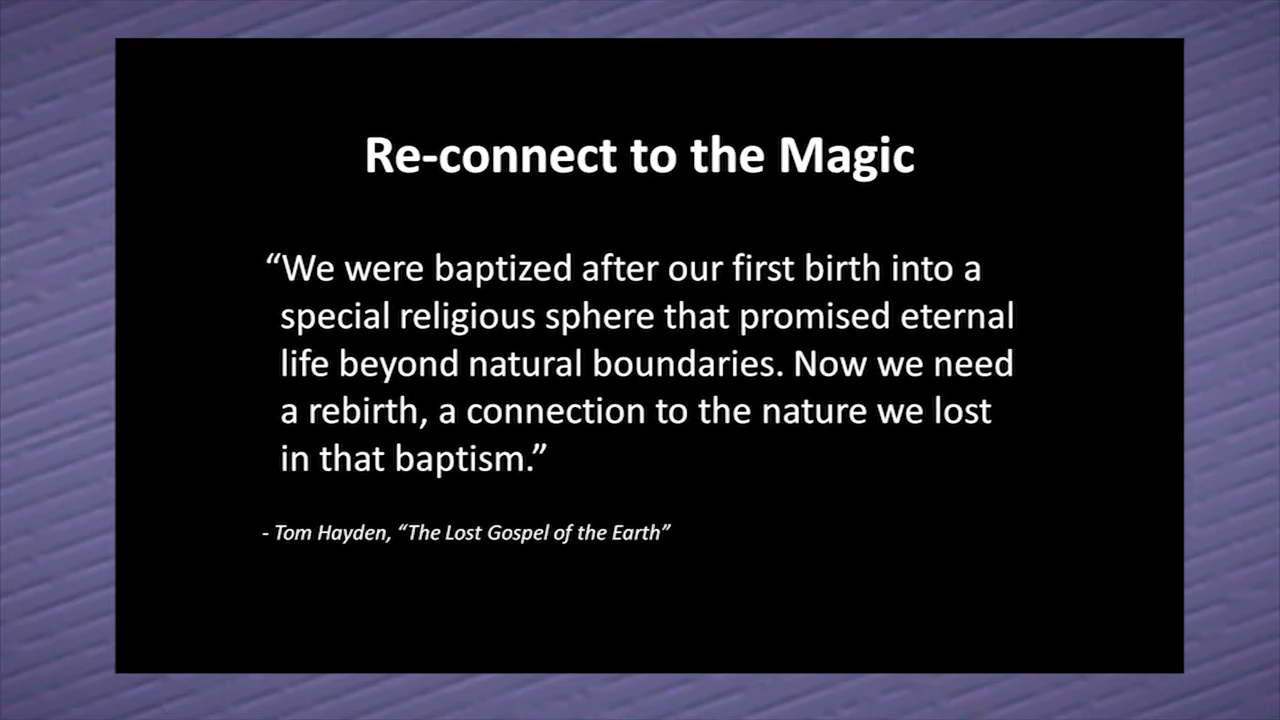 Re-connect to the Magic
“We were baptized after our first birth into a
special religious sphere that promised eternal
life beyond natural boundaries. Now we need
a rebirth, a connection to the nature we lost
in that baptism.”
- Tom Hayden, “The Lost Gospel of the Earth”